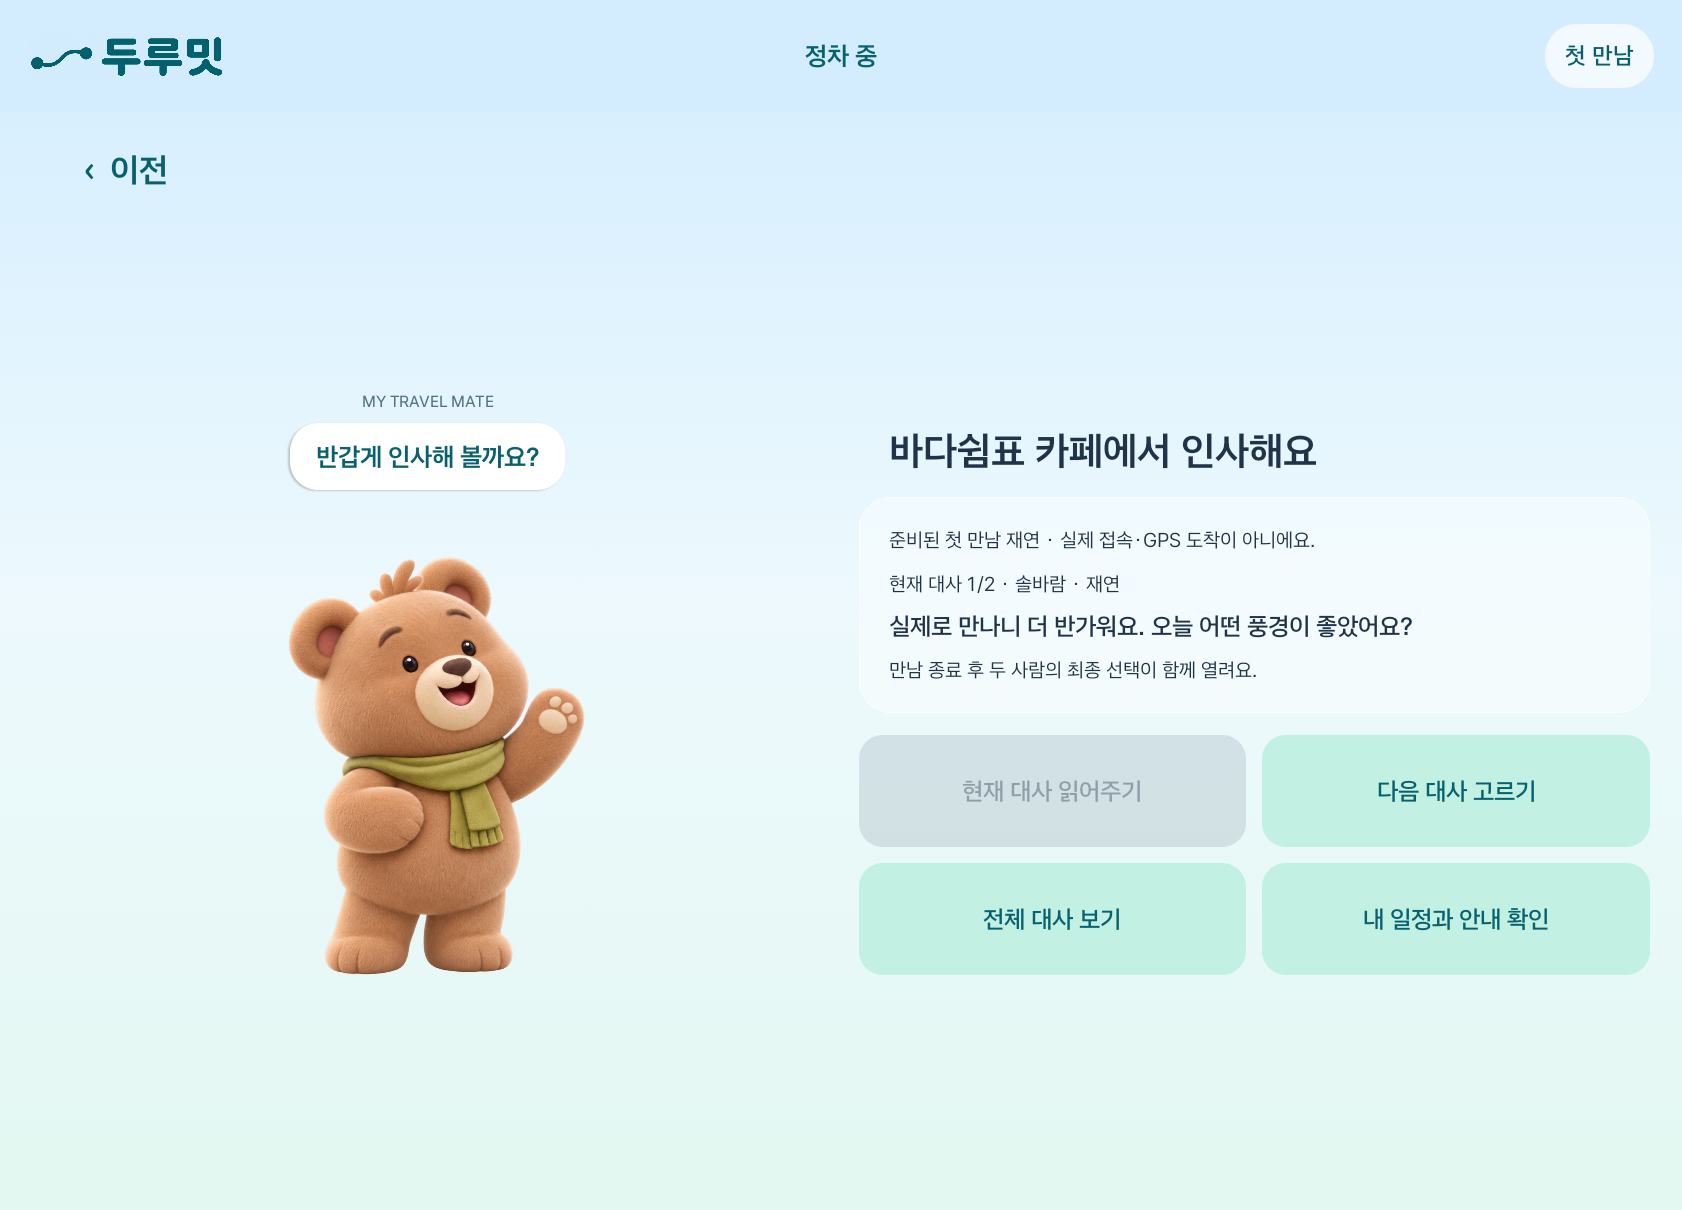 두루밋
정차 중
첫 만남
‹ 이전
MY TRAVEL MATE
반갑게 인사해 볼까요?
바다쉼표 카페에서 인사해요
준비된 첫 만남 재연 · 실제 접속·GPS 도착이 아니에요.
현재 대사 1/2 · 솔바람 · 재연
실제로 만나니 더 반가워요. 오늘 어떤 풍경이 좋았어요?
만남 종료 후 두 사람의 최종 선택이 함께 열려요.
현재 대사 읽어주기
다음 대사 고르기
전체 대사 보기
내 일정과 안내 확인